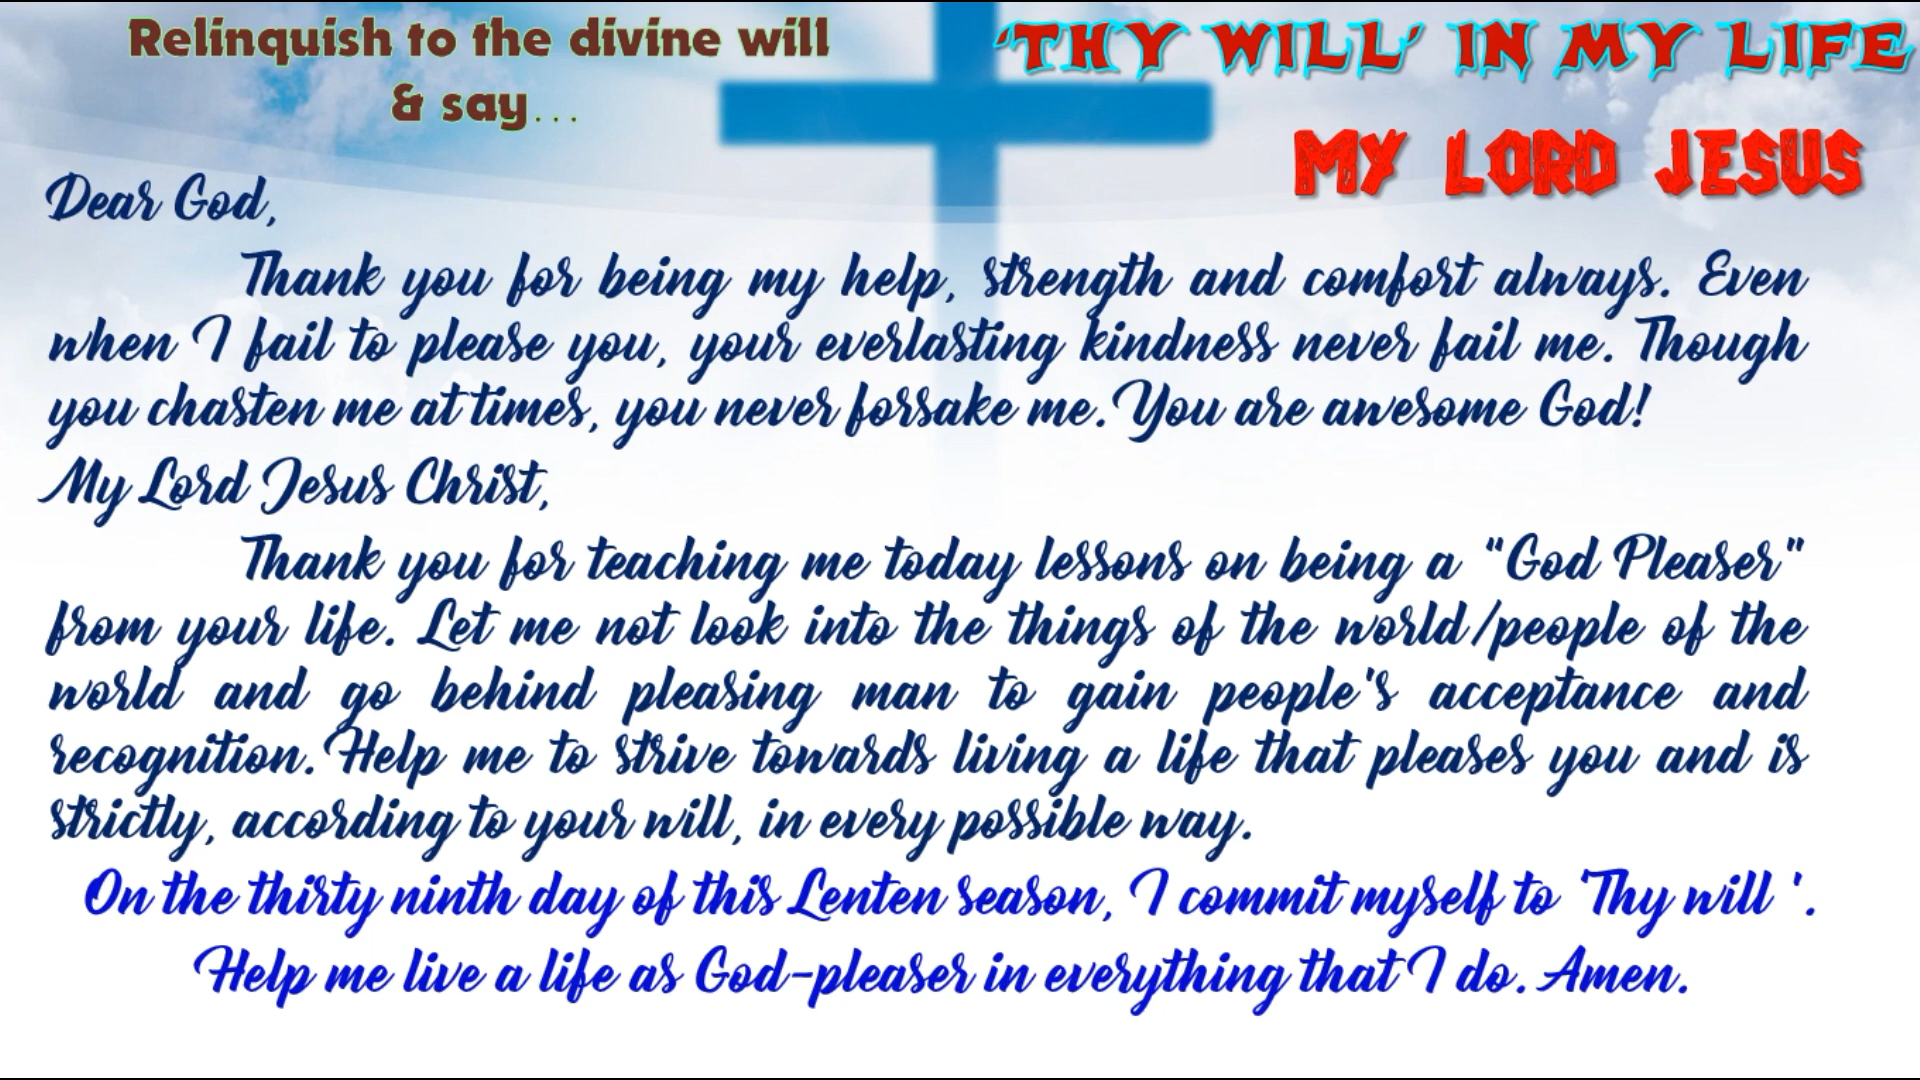 Relinquish to the divine will
& say...
‘THY WILL’ IN MY LIFE
MY LORD JESUS
Dear God,
Thank you for being my help, strength and comfort always. Even
when I fail to please you, your everlasting kindness never fail me. Though
you chasten me at times, you never forsake me. You are awesome God!
My Lord Jesus Christ,
Thank you for teaching me today lessons on being a "God Pleaser"
from your life. Let me not look into the things of the world/people of the
world and go behind pleasing man to gain people's acceptance and
recognition. Help me to strive towards living a life that pleases you and is
strictly, according to your will, in every possible way.
On the thirty ninth day of this Lenten season, I commit myself to 'Thy will '.
Help me live a life as God-pleaser in everything that I do. Amen.